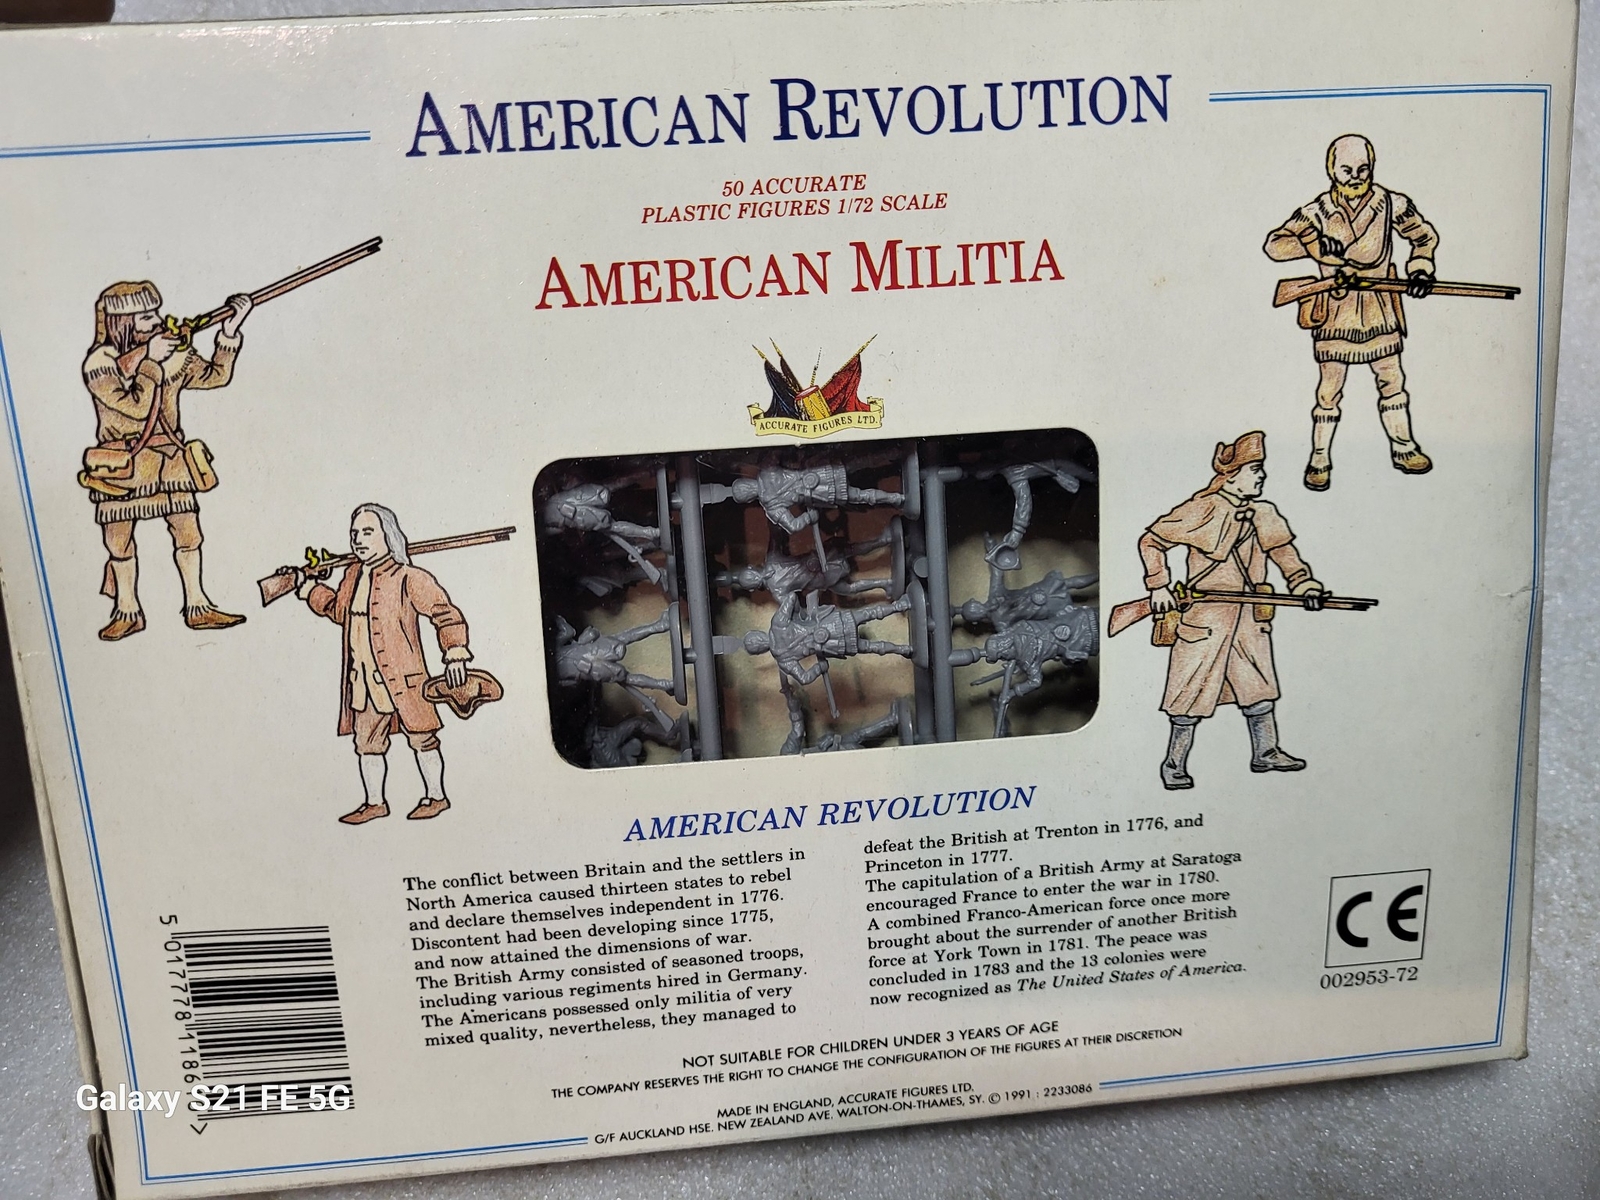 AMERICAN REVOLUTION
50 ACCURATE
PLASTIC FIGURES 1/72 SCALE
AMERICAN MILITIA
ACCURATE FIGURES LTD.
AMERICAN REVOLUTION
The conflict between Britain and the settlers in
North America caused thirteen states to rebel
and declare themselves independent in 1776.
Discontent had been developing since 1775,
and now attained the dimensions of war.
The British Army consisted of seasoned troops,
including various regiments hired in Germany.
The Americans possessed only militia of very
mixed quality, nevertheless, they managed to
defeat the British at Trenton in 1776, and
Princeton in 1777.
The capitulation of a British Army at Saratoga
encouraged France to enter the war in 1780.
A combined Franco-American force once more
brought about the surrender of another British
force at York Town in 1781. The peace was
concluded in 1783 and the 13 colonies were
now recognized as The United States of America.
CE
002953-72
5 017778 1186
NOT SUITABLE FOR CHILDREN UNDER 3 YEARS OF AGE
THE COMPANY RESERVES THE RIGHT TO CHANGE THE CONFIGURATION OF THE FIGURES AT THEIR DISCRETION
MADE IN ENGLAND, ACCURATE FIGURES LTD.
G/F AUCKLAND HSE. NEW ZEALAND AVE. WALTON-ON-THAMES, SY. © 1991 : 2233086
Galaxy S21 FE 5G